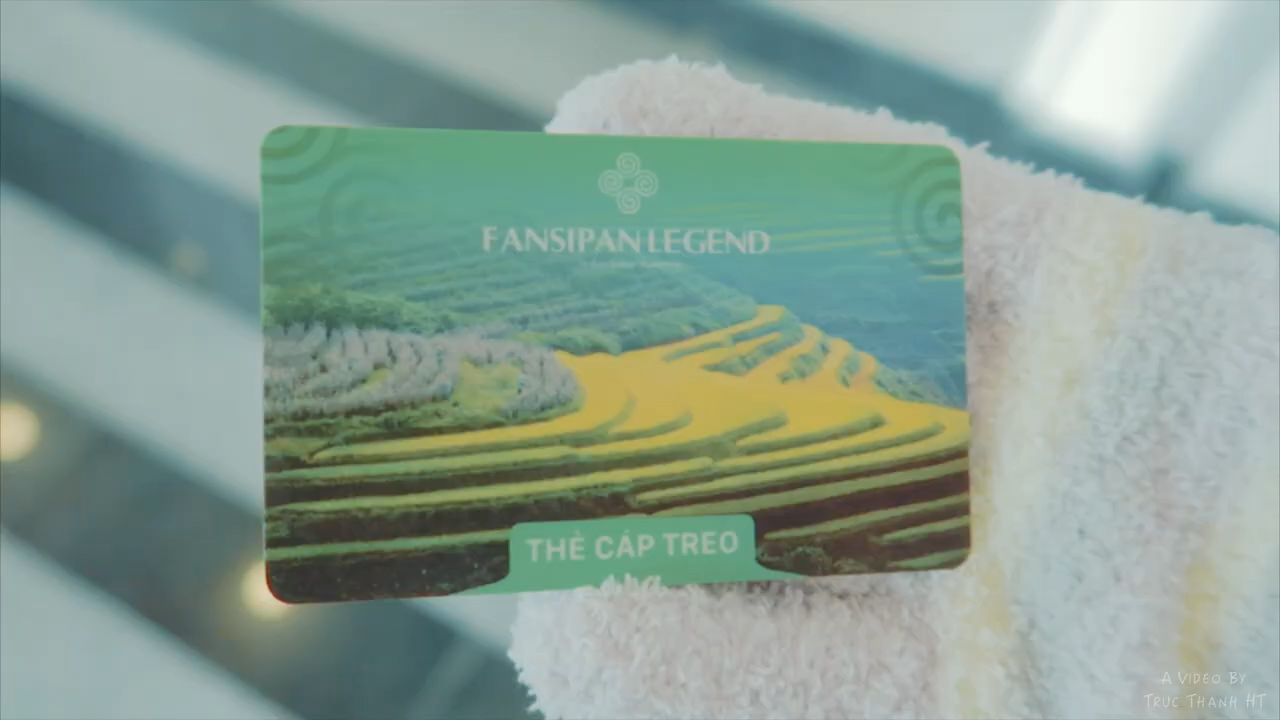 FANSIPAN LEGEND
THẺ CÁP TREO
A VIDEO BY
TRUC THANH HT